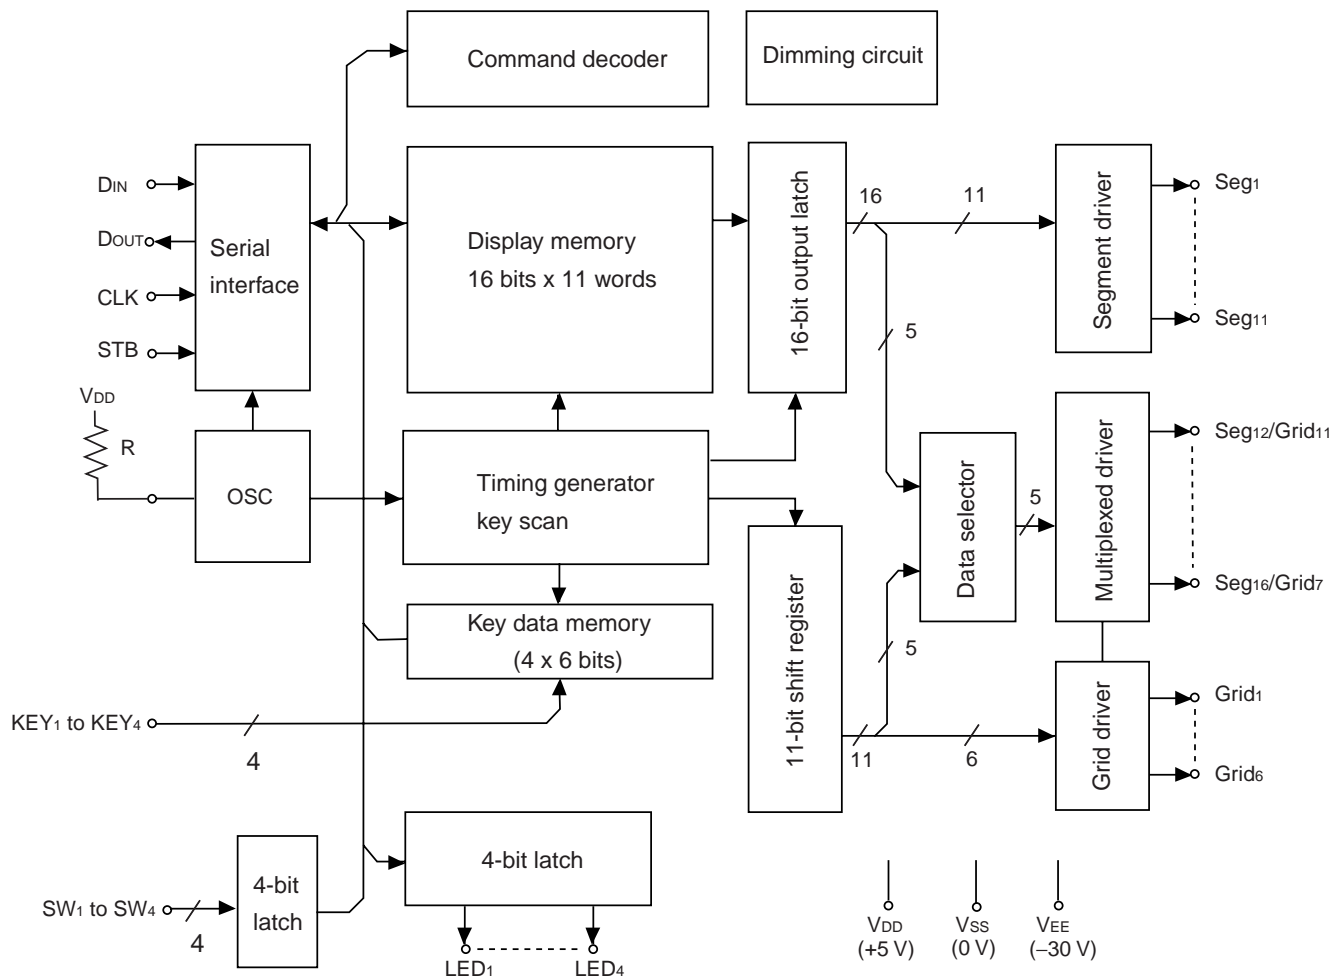 Command decoder
Dimming circuit
DIN
DOUT
CLK
STB
Serial
interface
Display memory
16 bits x 11 words
16-bit output latch
16
11
Segment driver
Seg1
Seg11
5
VDD
R
OSC
Timing generator
key scan
Data selector
5
Multiplexed driver
Seg12/Grid11
Seg16/Grid7
Key data memory
(4 x 6 bits)
11-bit shift register
5
11
6
Grid driver
Grid1
Grid6
KEY1 to KEY4
4
SW1 to SW4
4
4-bit
latch
4-bit latch
LED1
LED4
VDD
(+5 V)
VSS
(0 V)
VEE
(–30 V)